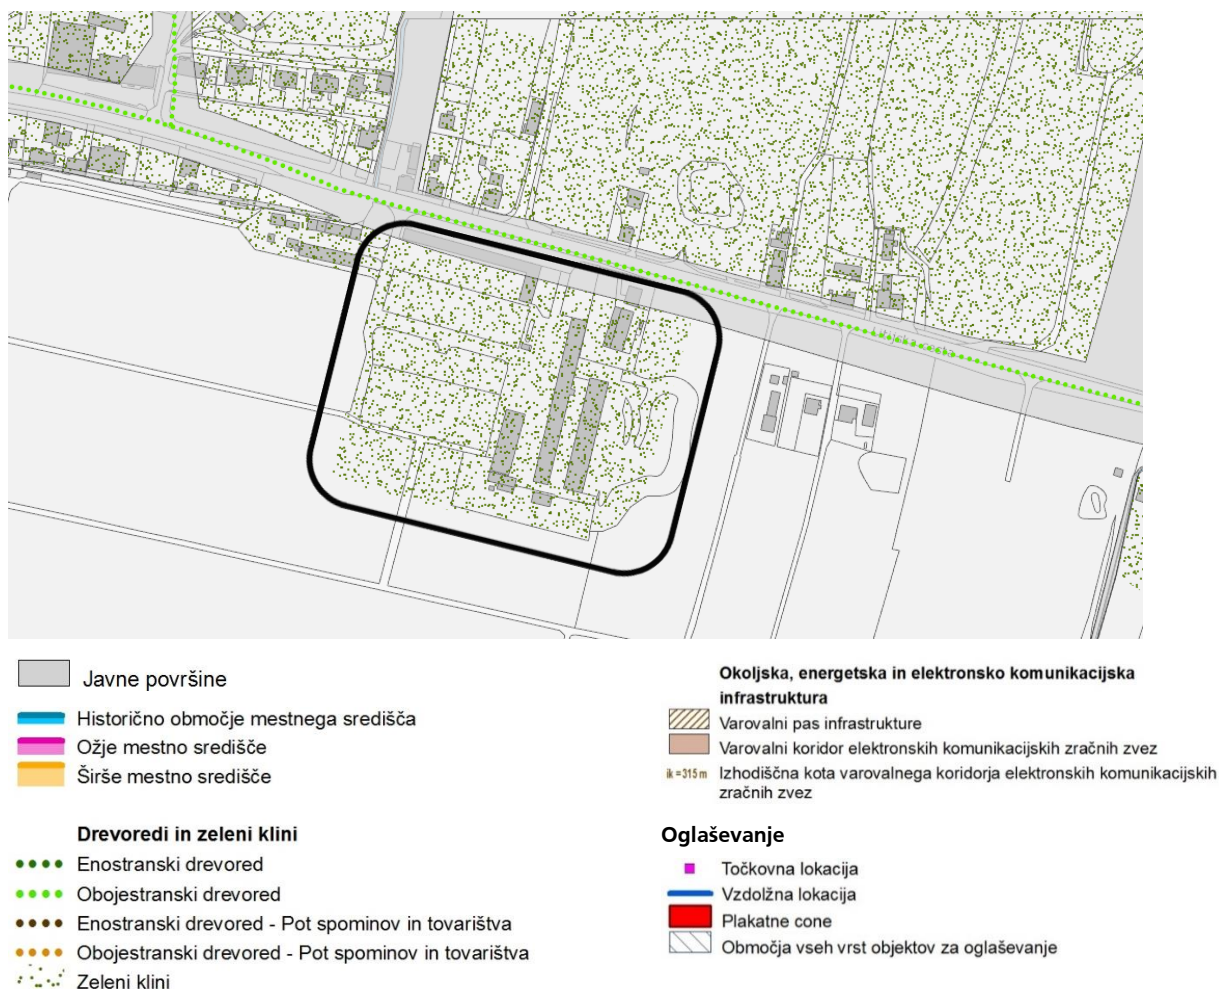 Javne površine
Historično območje mestnega središča
Ožje mestno središče
Širše mestno središče
Drevoredi in zeleni klini
Enostranski drevored
Obojestranski drevored
Enostranski drevored - Pot spominov in tovarištva
Obojestranski drevored - Pot spominov in tovarištva
Zeleni klini
Okoljska, energetska in elektronsko komunikacijska
infrastruktura
Varovalni pas infrastrukture
Varovalni koridor elektronskih komunikacijskih zračnih zvez
ik = 315 m Izhodiščna kota varovalnega koridorja elektronskih komunikacijskih
zračnih zvez
Oglaševanje
Točkovna lokacija
Vzdolžna lokacija
Plakatne cone
Območja vseh vrst objektov za oglaševanje